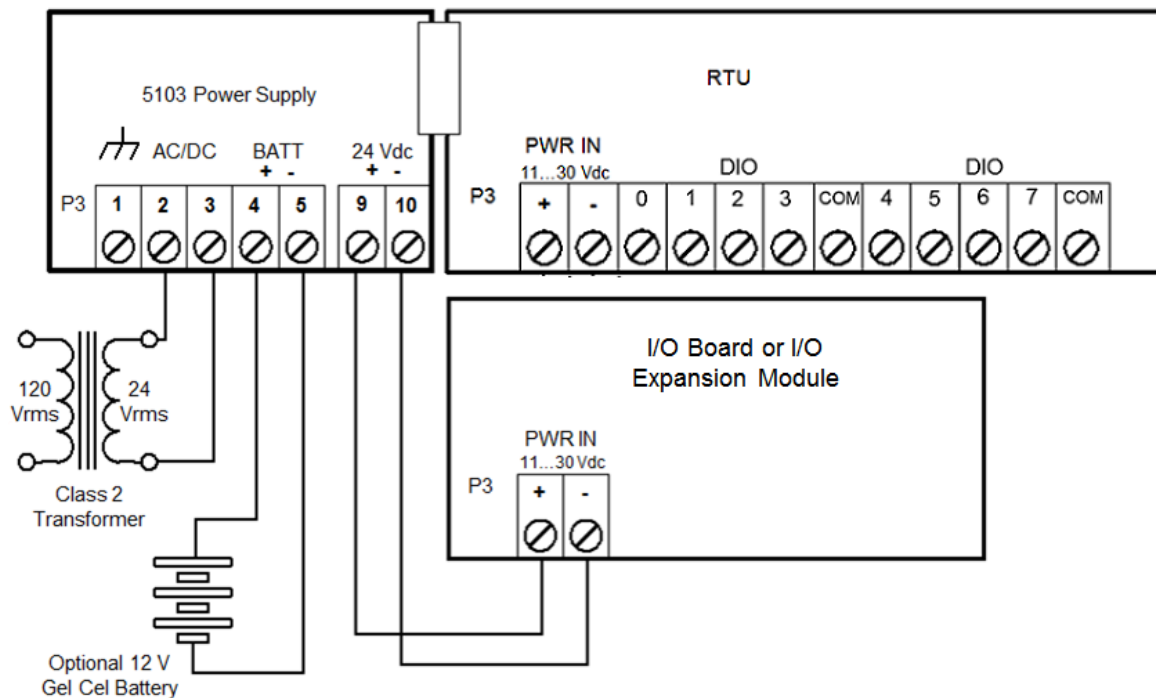 5103 Power Supply
AC/DC
BATT
+ -
24 Vdc
+ -
P3
1 2 3 4 5 9 10
RTU
PWR IN
11...30 Vdc
DIO
DIO
P3
+ - 0 1 2 3 COM 4 5 6 7 COM
120
Vrms
24
Vrms
Class 2
Transformer
Optional 12 V
Gel Cel Battery
I/O Board or I/O
Expansion Module
PWR IN
11...30 Vdc
P3
+ -